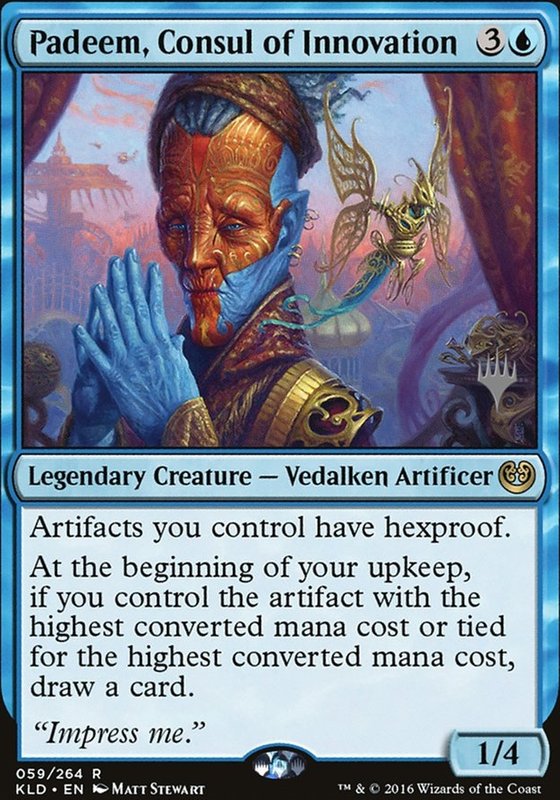 Padeem, Consul of Innovation 3
Legendary Creature — Vedalken Artificer
Artifacts you control have hexproof.
At the beginning of your upkeep,
if you control the artifact with the
highest converted mana cost or tied
for the highest converted mana cost,
draw a card.
“Impress me.”
1/4
059/264 R
KLD • EN Matt Stewart
™ & © 2016 Wizards of the Coast